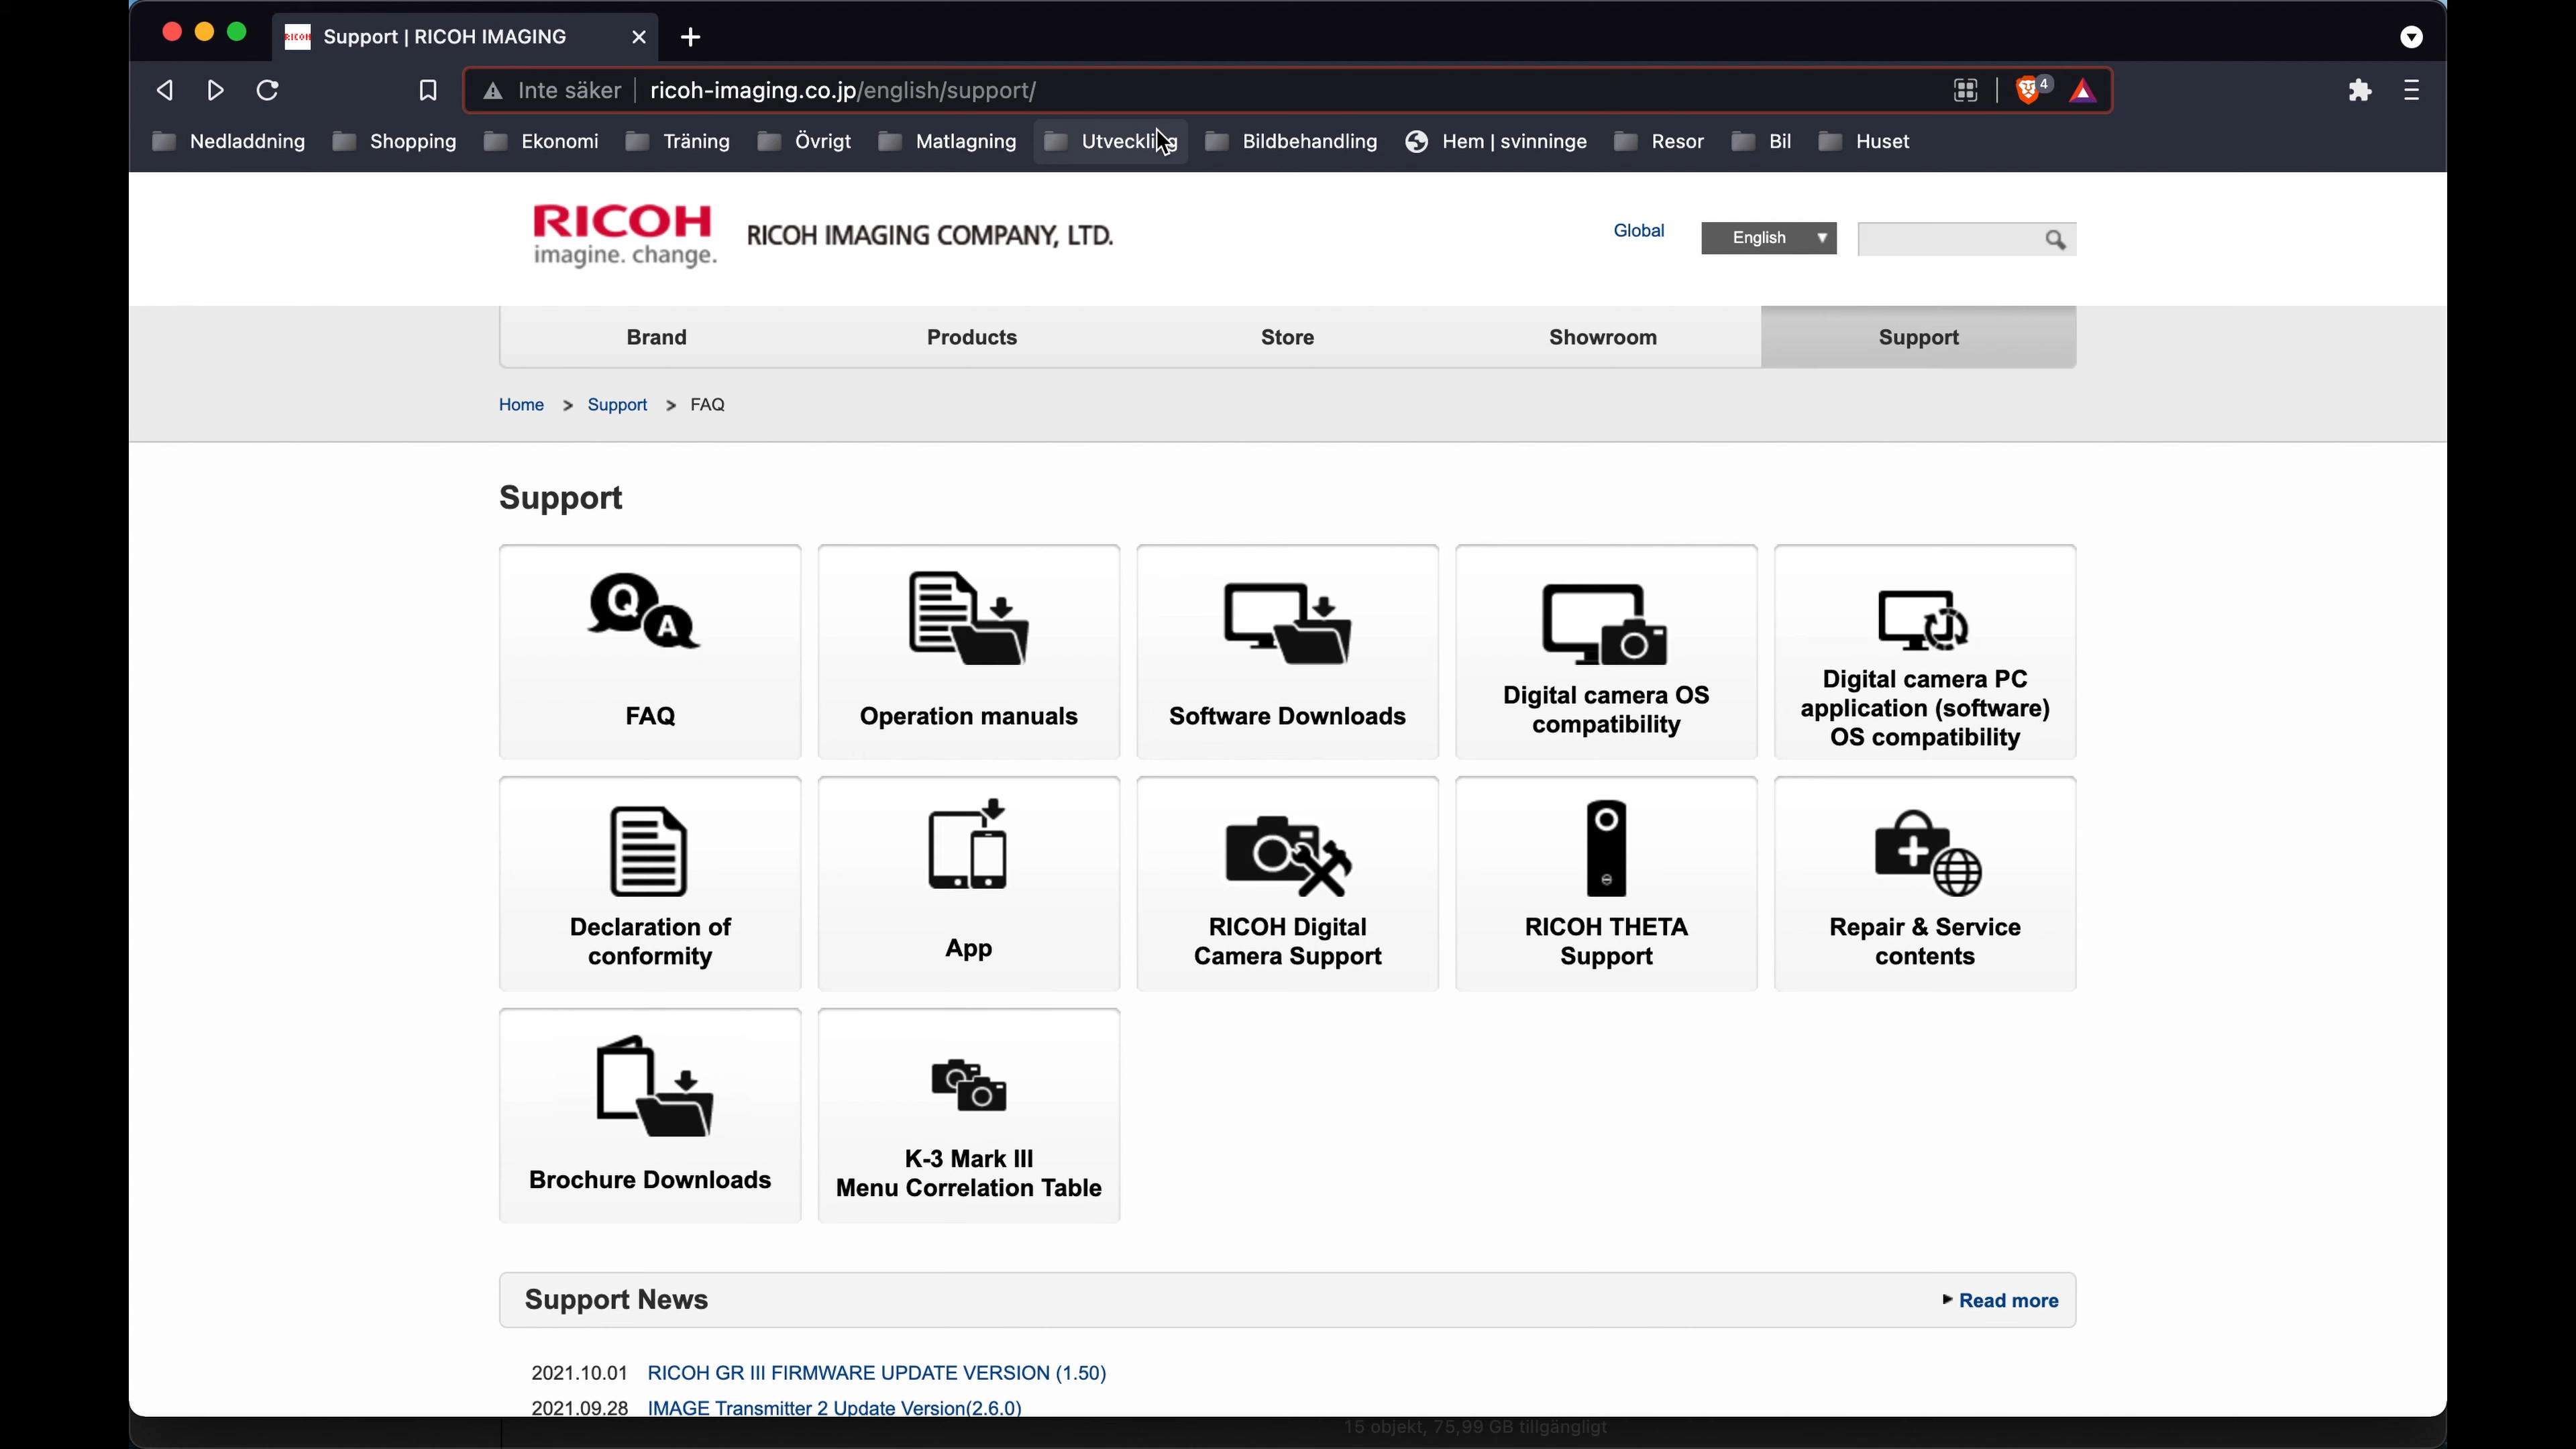 Support | RICOH IMAGING
Inte säker ricoh-imaging.co.jp/english/support/ 4
Nedladdning Shopping Ekonomi Träning Övrigt Matlagning Utveckling Bildbehandling Hem | svinninge Resor Bil Huset
RICOH
imagine. change.
RICOH IMAGING COMPANY, LTD.
Global English
Brand Products Store Showroom Support
Home > Support > FAQ
Support
Q A
FAQ
Operation manuals
Software Downloads
Digital camera OS
compatibility
Digital camera PC
application (software)
OS compatibility
Declaration of
conformity
App
RICOH Digital
Camera Support
RICOH THETA
Support
Repair & Service
contents
Brochure Downloads
K-3 Mark III
Menu Correlation Table
Support News Read more
2021.10.01 RICOH GR III FIRMWARE UPDATE VERSION (1.50)
2021.09.28 IMAGE Transmitter 2 Update Version(2.6.0)
15 objekt, 75,99 GB tillgängligt